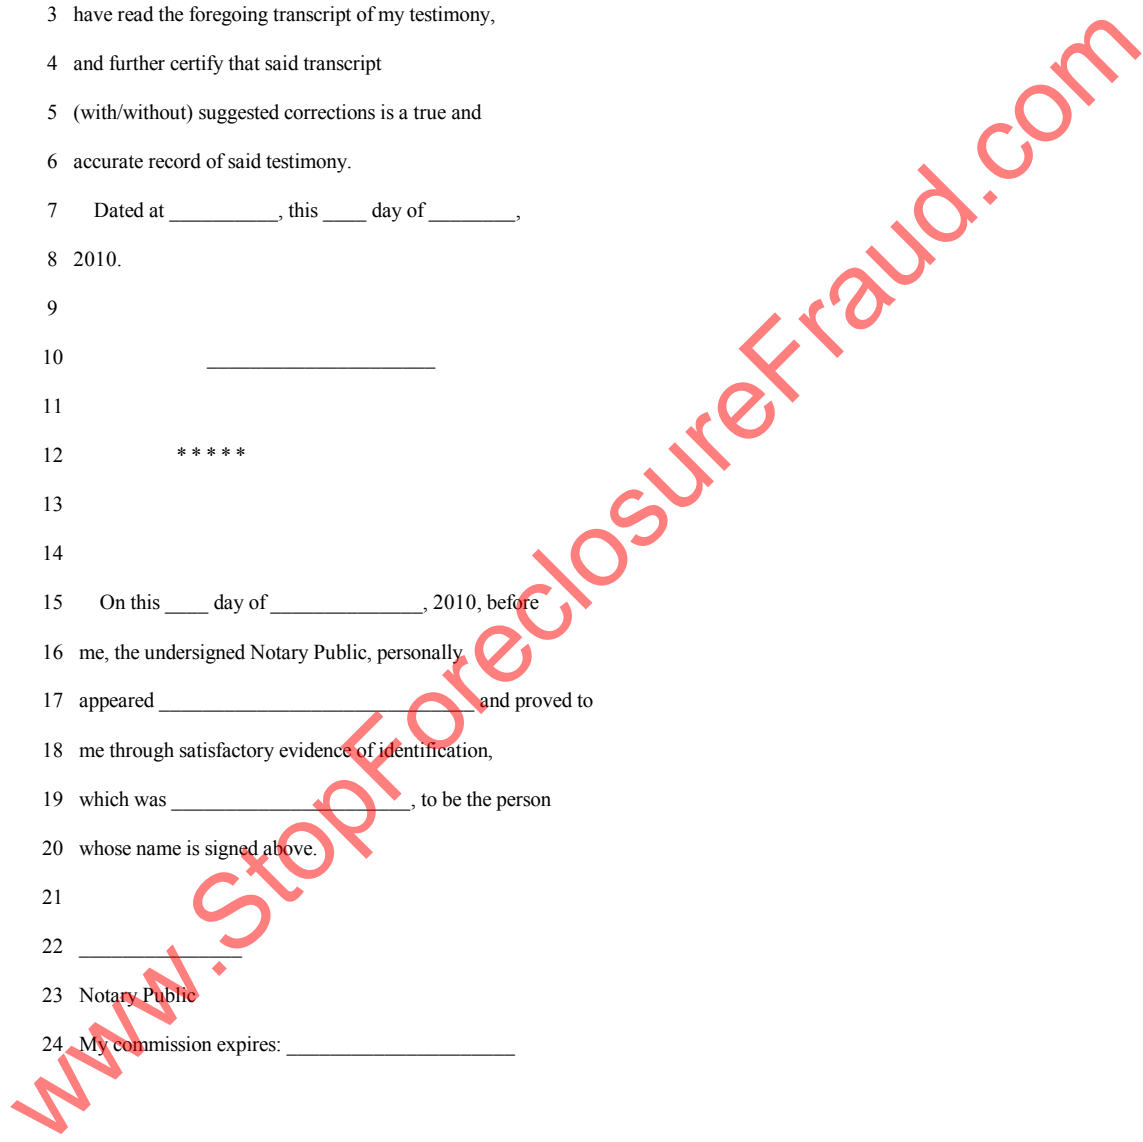 3 have read the foregoing transcript of my testimony,
4 and further certify that said transcript
5 (with/without) suggested corrections is a true and
6 accurate record of said testimony.
7 Dated at __________, this ____ day of ________,
8 2010.
9
10 _____________________
11
12 * * * * *
13
14
15 On this ____ day of ______________, 2010, before
16 me, the undersigned Notary Public, personally
17 appeared _____________________________ and proved to
18 me through satisfactory evidence of identification,
19 which was ______________________, to be the person
20 whose name is signed above.
21
22 _______________
23 Notary Public
24 My commission expires: _____________________
www.StopForeclosureFraud.com